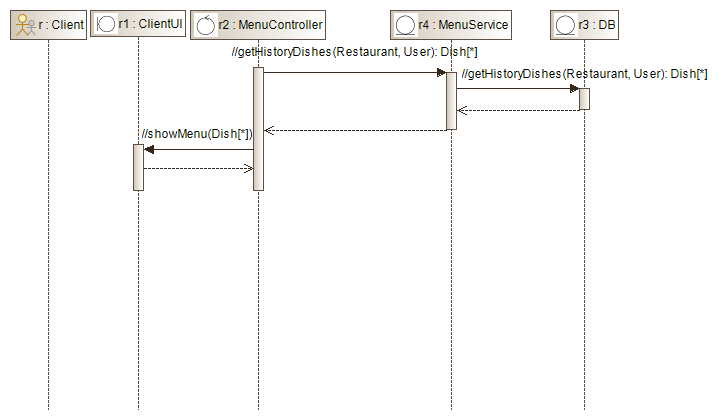 r : Client
r1 : ClientUI
r2 : MenuController
r4 : MenuService
r3 : DB
//getHistoryDishes(Restaurant, User): Dish[*]
//getHistoryDishes(Restaurant, User): Dish[*]
//showMenu(Dish[*])